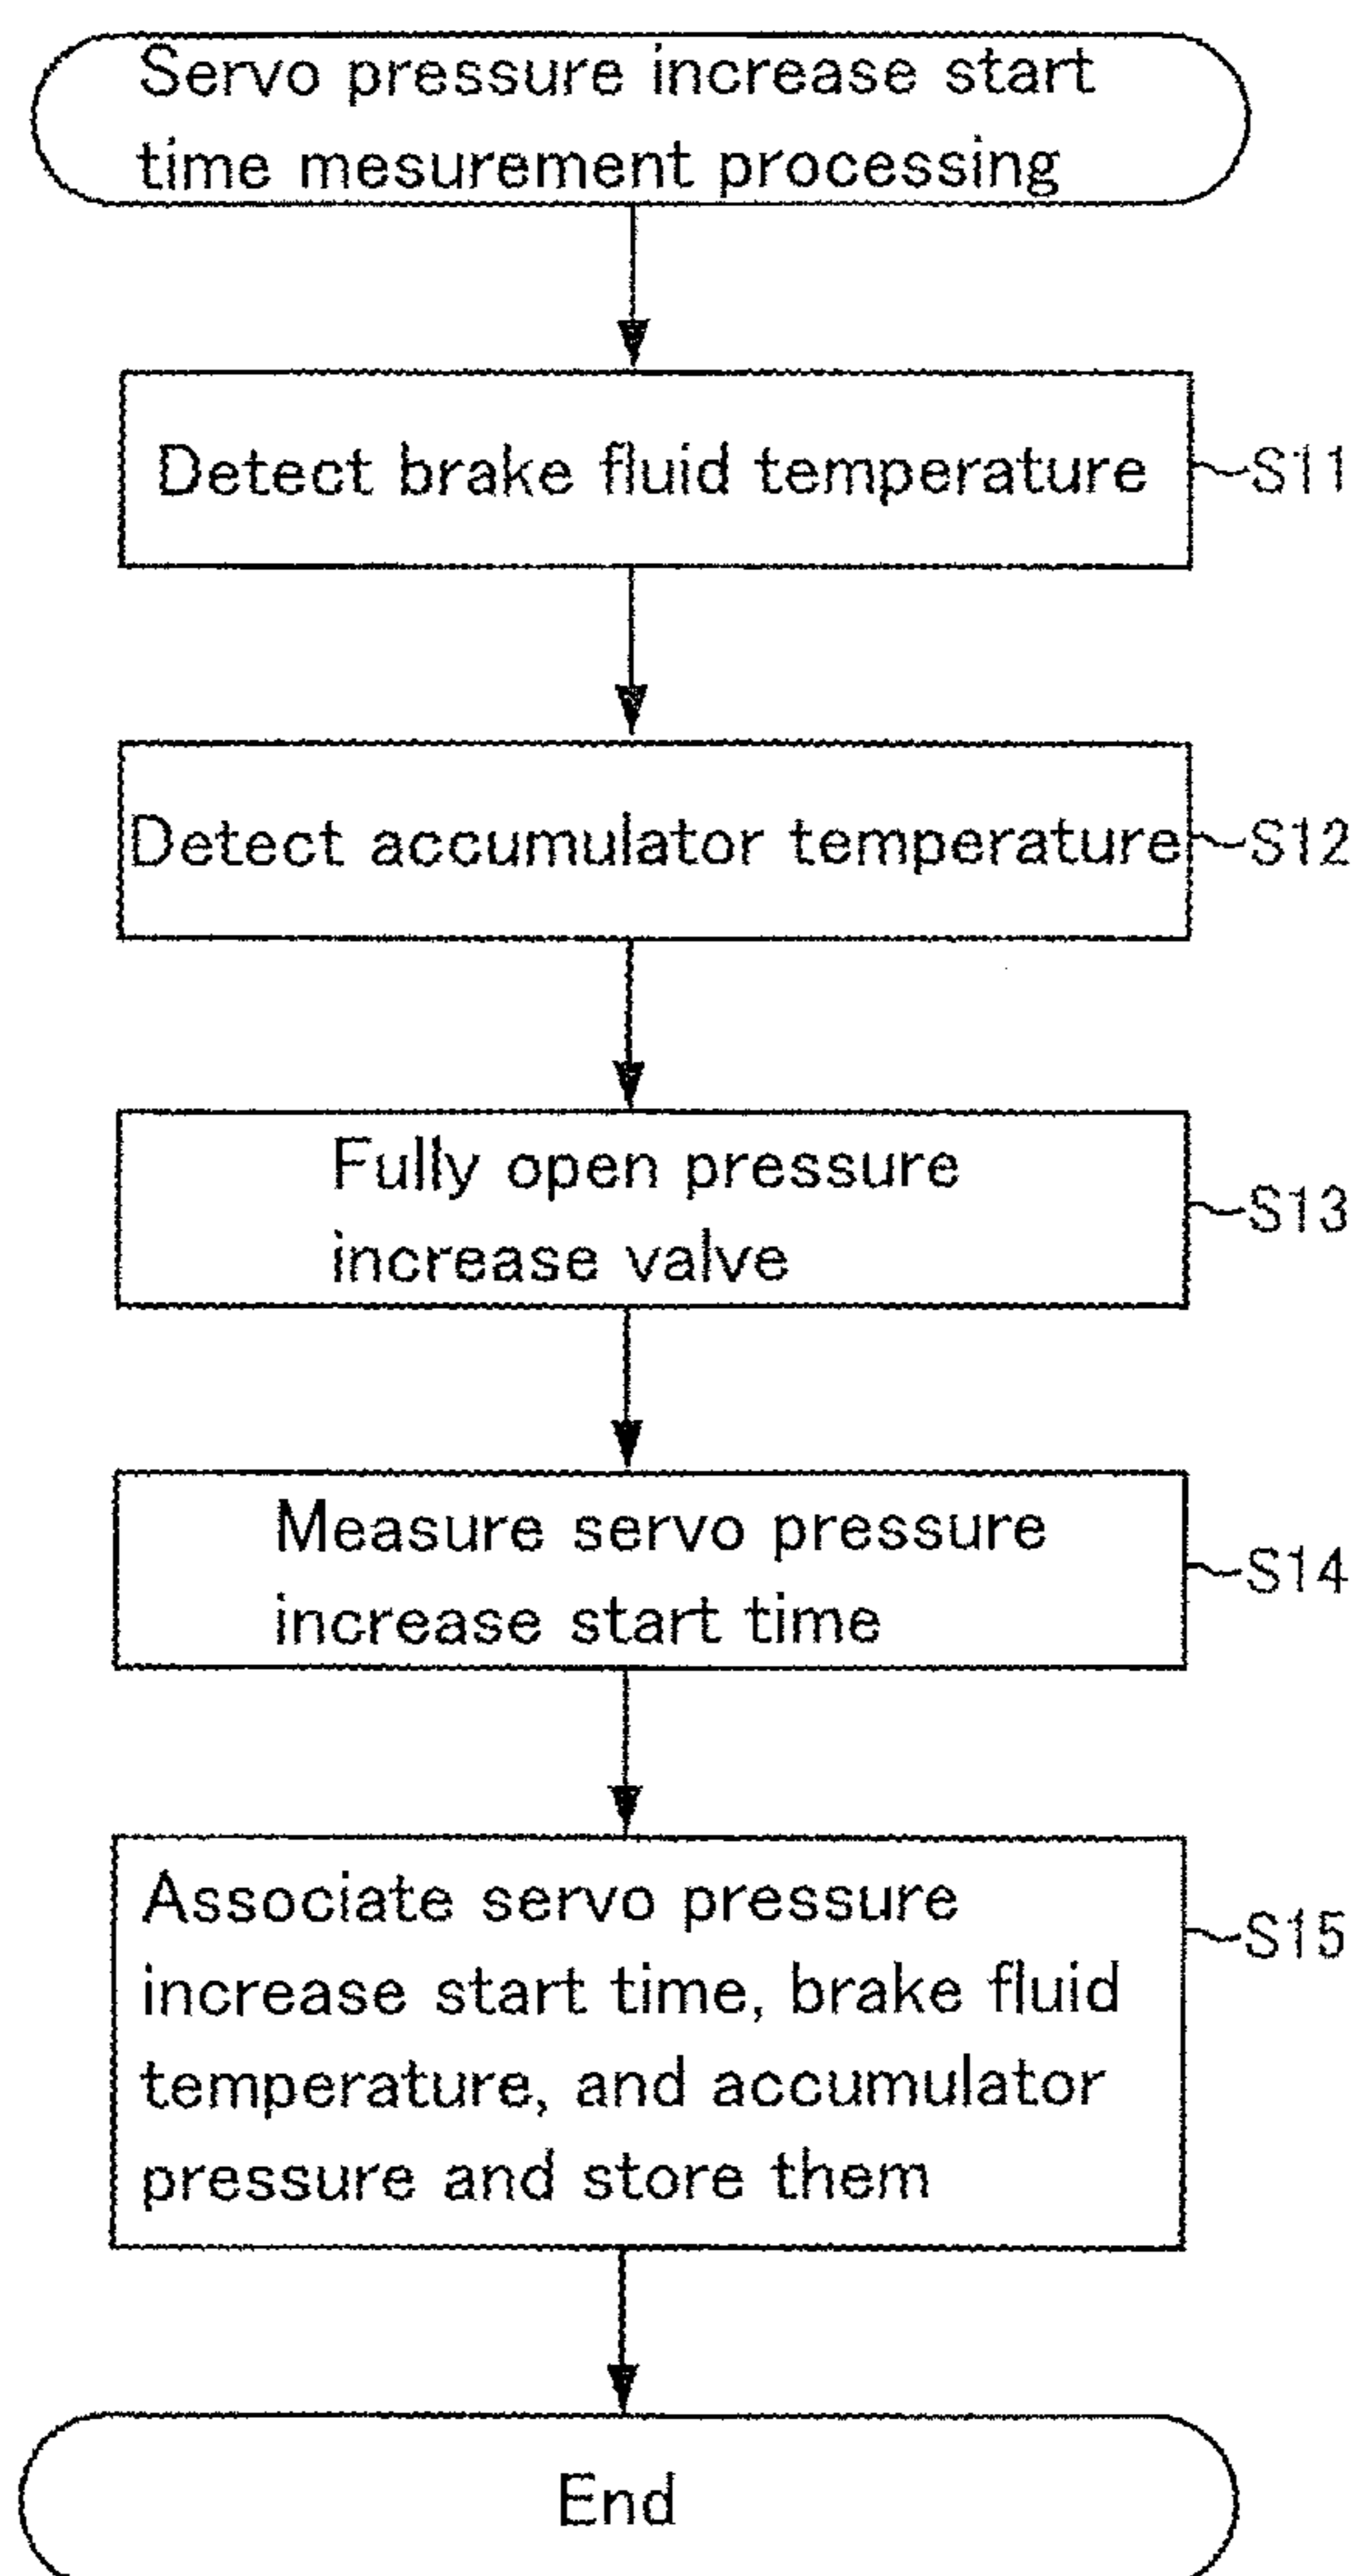 Servo pressure increase start
time mesurement processing
Detect brake fluid temperature
S11
Detect accumulator temperature
S12
Fully open pressure
increase valve
S13
Measure servo pressure
increase start time
S14
Associate servo pressure
increase start time, brake fluid
temperature, and accumulator
pressure and store them
S15
End